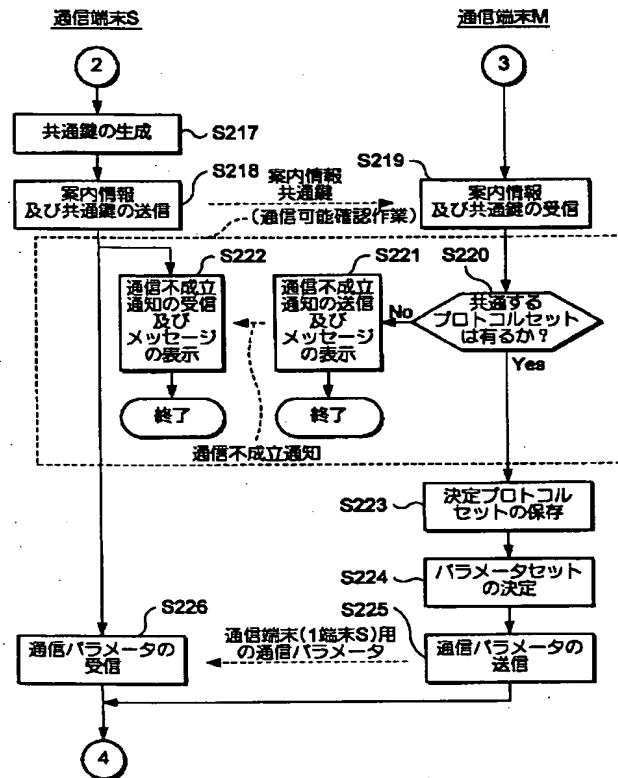 通信端末S
通信端末M
2
3
共通鍵の生成
S217
S218
案内情報
及び共通鍵の送信
案内情報
共通鍵
S219
案内情報
及び共通鍵の受信
(通信可能確認作業)
S222
通信不成立
通知の受信
及び
メッセージ
の表示
S221
通信不成立
通知の送信
及び
メッセージ
の表示
S220
共通する
プロトコルセット
は有るか?
No
Yes
終了
終了
通信不成立通知
S223
決定プロトコル
セットの保存
S224
パラメータセット
の決定
S226
通信パラメータの
受信
通信端末(1端末S)用
の通信パラメータ
S225
通信パラメータの
送信
4